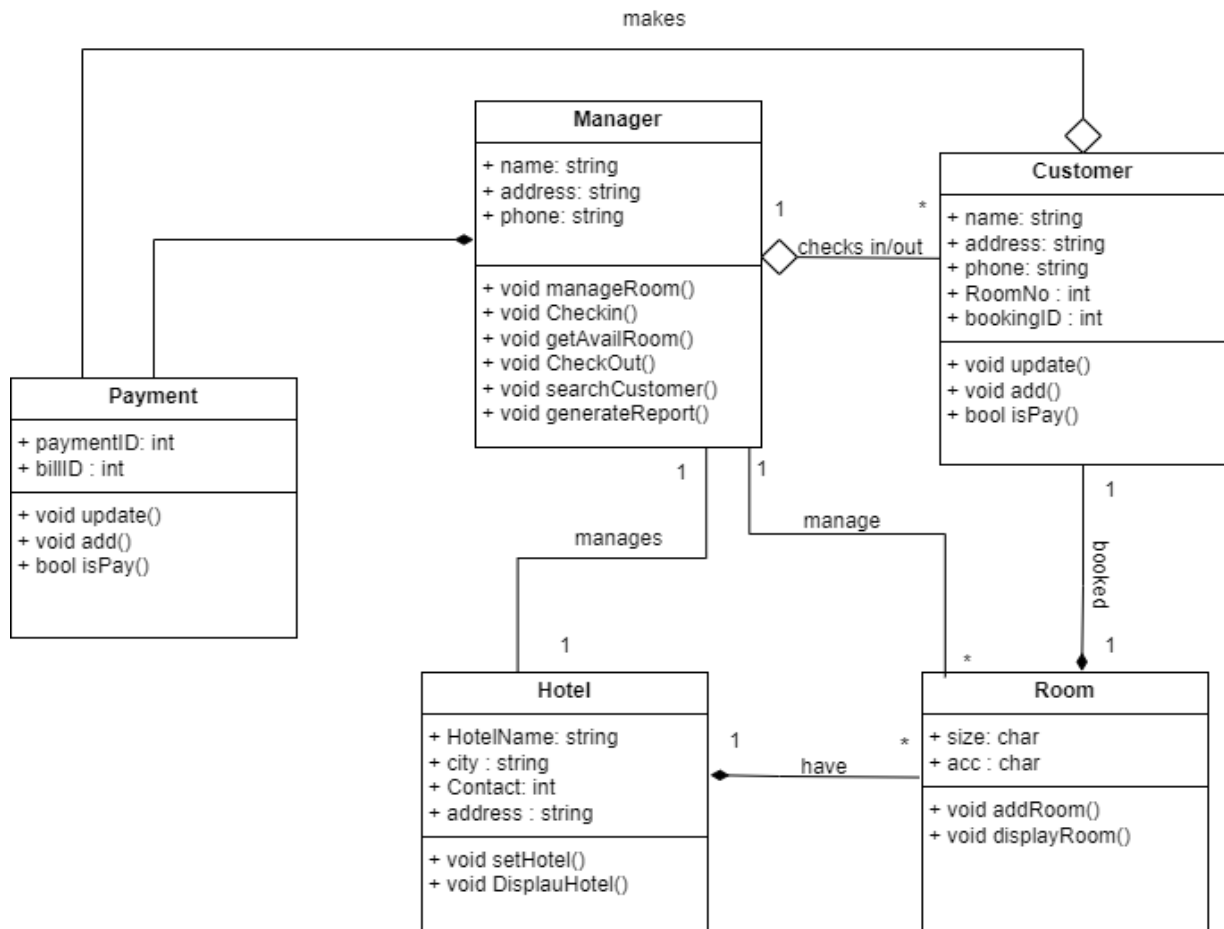 makes
Manager
+ name: string
+ address: string
+ phone: string
+ void manageRoom()
+ void Checkin()
+ void getAvailRoom()
+ void CheckOut()
+ void searchCustomer()
+ void generateReport()
1
*
checks in/out
Customer
+ name: string
+ address: string
+ phone: string
+ RoomNo : int
+ bookingID : int
+ void update()
+ void add()
+ bool isPay()
Payment
+ paymentID: int
+ billID : int
+ void update()
+ void add()
+ bool isPay()
1
manages
1
1
manage
*
1
booked
1
Hotel
+ HotelName: string
+ city : string
+ Contact: int
+ address : string
+ void setHotel()
+ void DisplauHotel()
1
have
*
Room
+ size: char
+ acc : char
+ void addRoom()
+ void displayRoom()